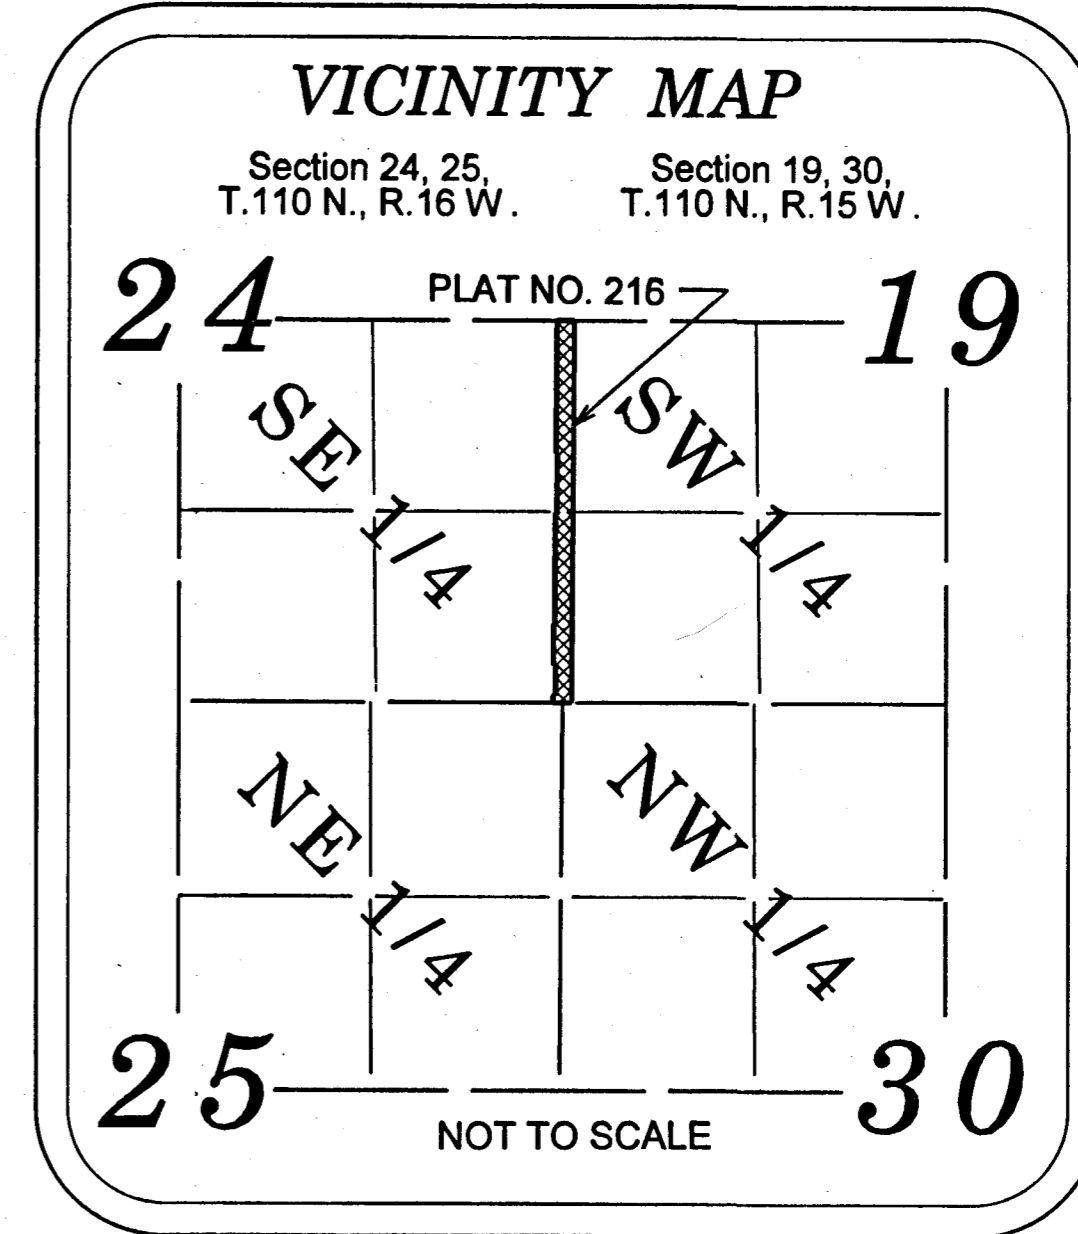 VICINITY MAP
Section 24, 25,
T.110 N., R.16 W.
Section 19, 30,
T.110 N., R.15 W.
24
PLAT NO. 216
19
SE 1/4
SW 1/4
NE 1/4
NW 1/4
25
30
NOT TO SCALE